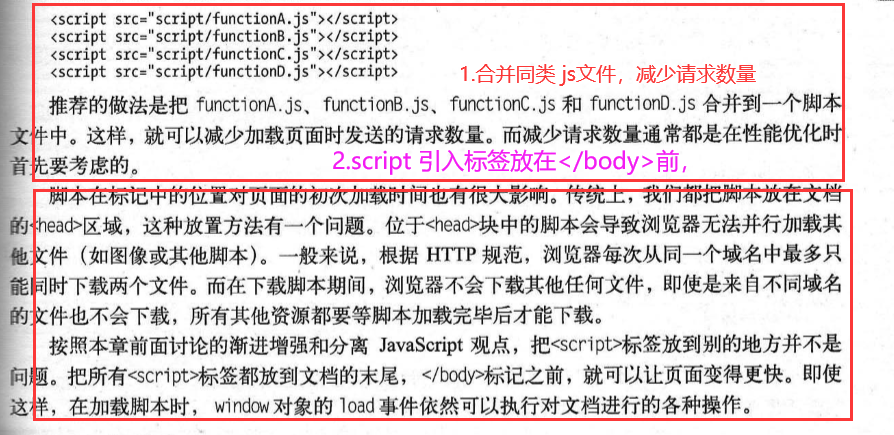 <script src="script/functionA.js"></script>
<script src="script/functionB.js"></script>
<script src="script/functionC.js"></script>
<script src="script/functionD.js"></script>
1.合并同类 js文件，减少请求数量
推荐的做法是把 functionA.js、functionB.js、functionC.js 和 functionD.js 合并到一个脚本
文件中。这样，就可以减少加载页面时发送的请求数量。而减少请求数量通常都是在性能优化时
首先要考虑的。
2.script 引入标签放在</body>前，
脚本在标记中的位置对页面的初次加载时间也有很大影响。传统上，我们都把脚本放在文档
的<head>区域，这种放置方法有一个问题。位于<head>块中的脚本会导致浏览器无法并行加载其
他文件（如图像或其他脚本）。一般来说，根据 HTTP 规范，浏览器每次从同一个域名中最多只
能同时下载两个文件。而在下载脚本期间，浏览器不会下载其他任何文件，即使是来自不同域名
的文件也不会下载，所有其他资源都要等脚本加载完毕后才能下载。
按照本章前面讨论的渐进增强和分离 JavaScript 观点，把<script>标签放到别的地方并不是
问题。把所有<script>标签都放到文档的末尾，</body>标记之前，就可以让页面变得更快。即使
这样，在加载脚本时，window对象的load事件依然可以执行对文档进行的各种操作。